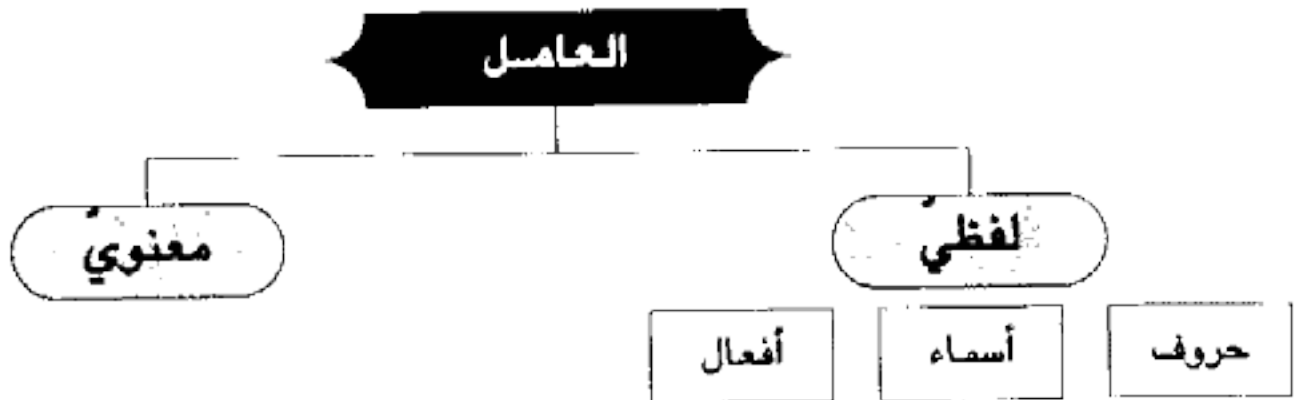 العامل
لفظيّ
معنويّ
حروف
أسماء
أفعال